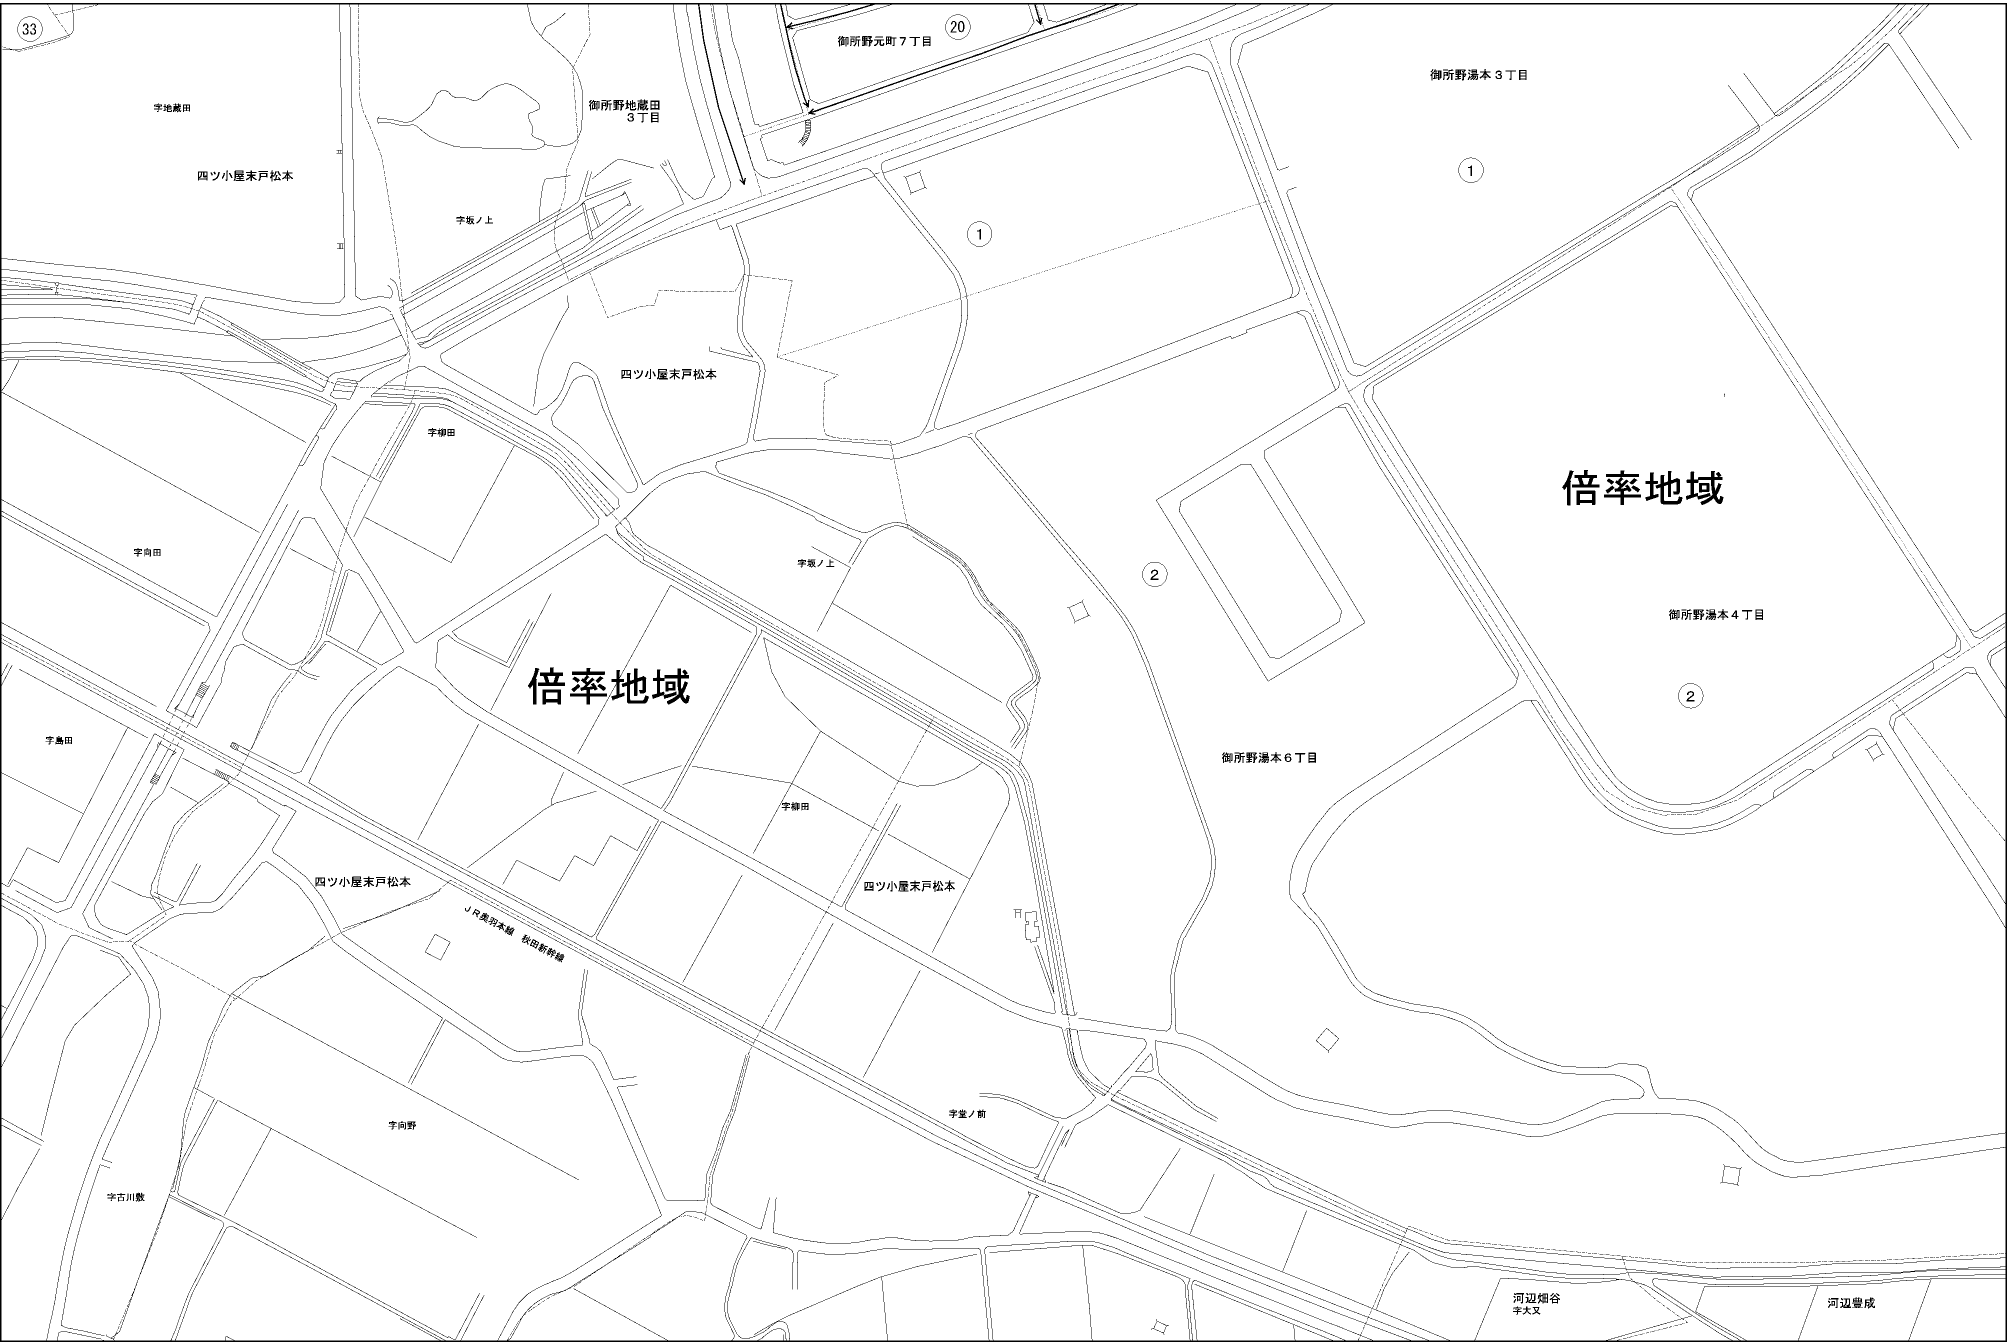 33
20
御所野元町７丁目
御所野湯本３丁目
字地蔵田
御所野地蔵田
３丁目
四ツ小屋末戸松本
1
字坂ノ上
1
四ツ小屋末戸松本
字柳田
倍率地域
字向田
字坂ノ上
2
御所野湯本４丁目
倍率地域
2
字島田
御所野湯本６丁目
字柳田
四ツ小屋末戸松本
四ツ小屋末戸松本
ＪＲ奥羽本線　秋田新幹線
字堂ノ前
字向野
字古川敷
河辺畑谷
字大又
河辺豊成